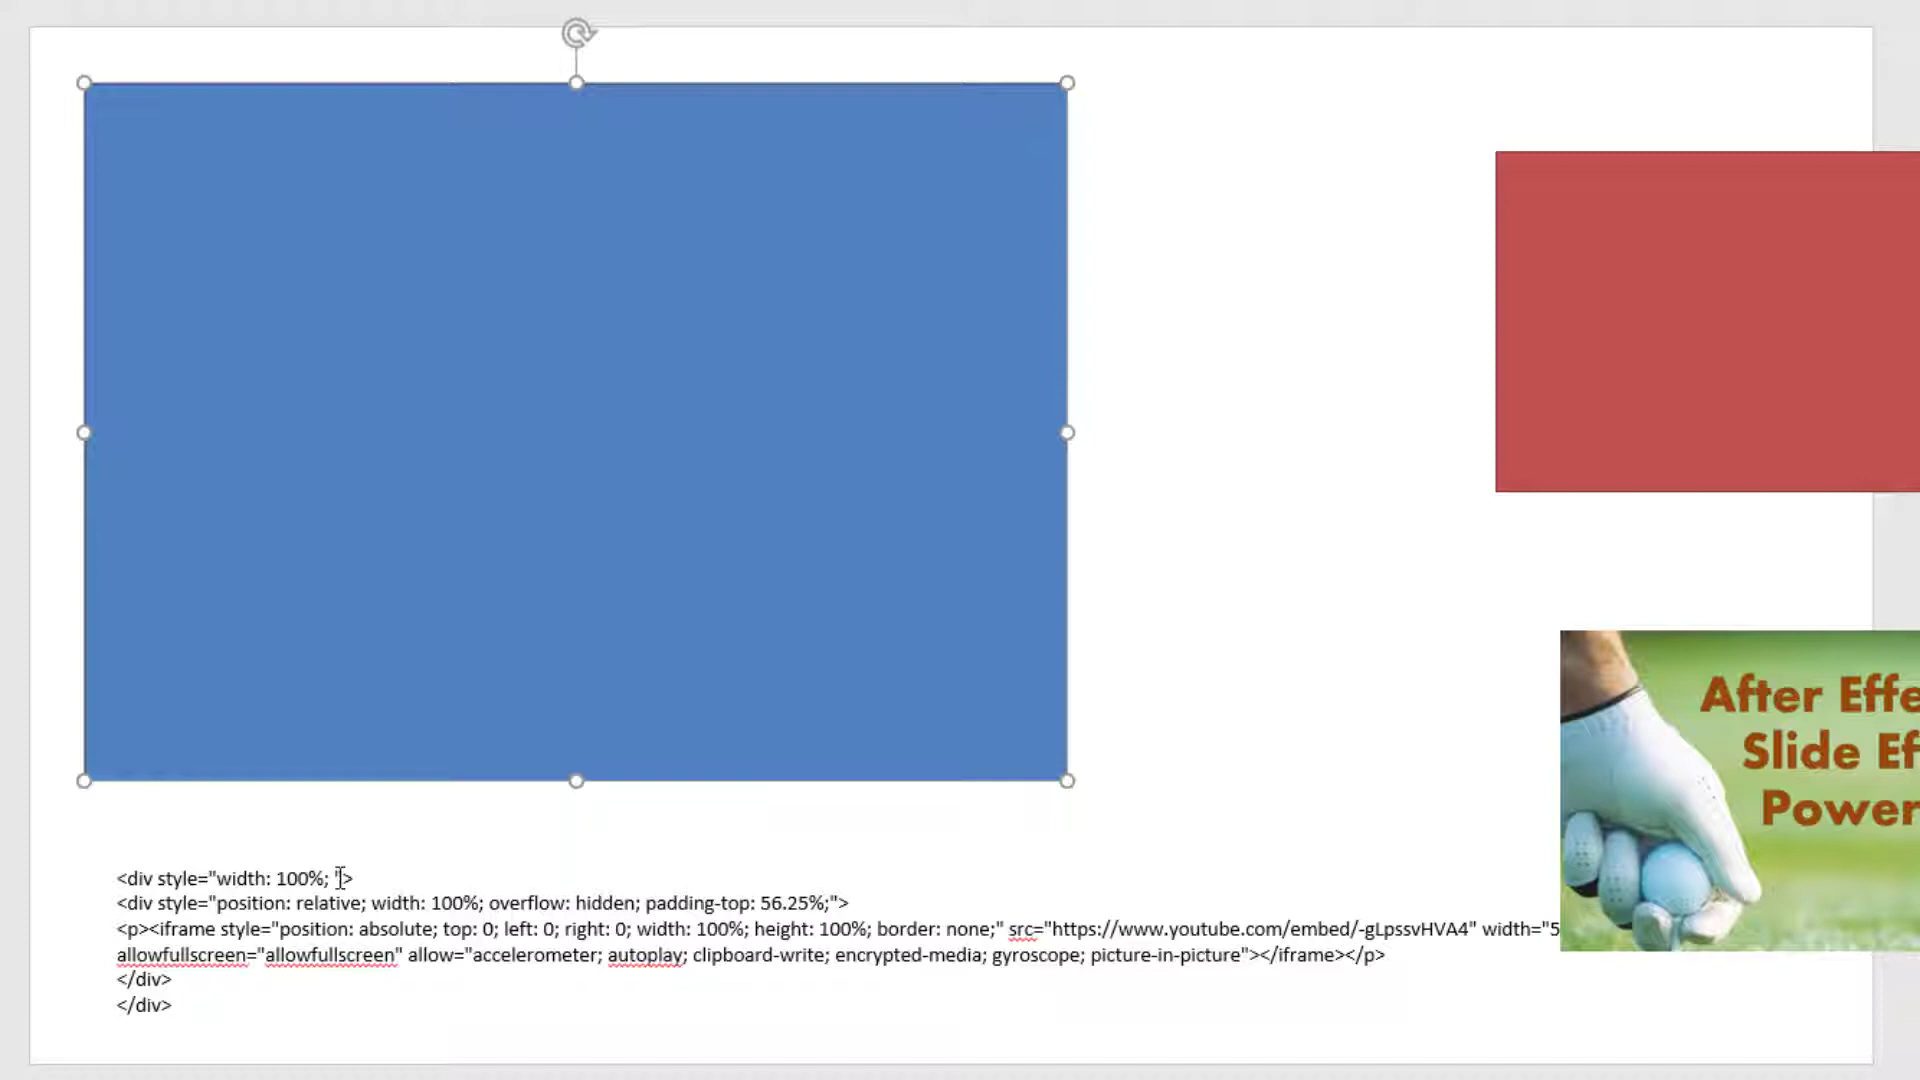 After Effe
Slide Ef
Power
<div style="width: 100%; ">
<div style="position: relative; width: 100%; overflow: hidden; padding-top: 56.25%;">
<p><iframe style="position: absolute; top: 0; left: 0; right: 0; width: 100%; height: 100%; border: none;" src="https://www.youtube.com/embed/-gLpssvHVA4" width="5
allowfullscreen="allowfullscreen" allow="accelerometer; autoplay; clipboard-write; encrypted-media; gyroscope; picture-in-picture"></iframe></p>
</div>
</div>